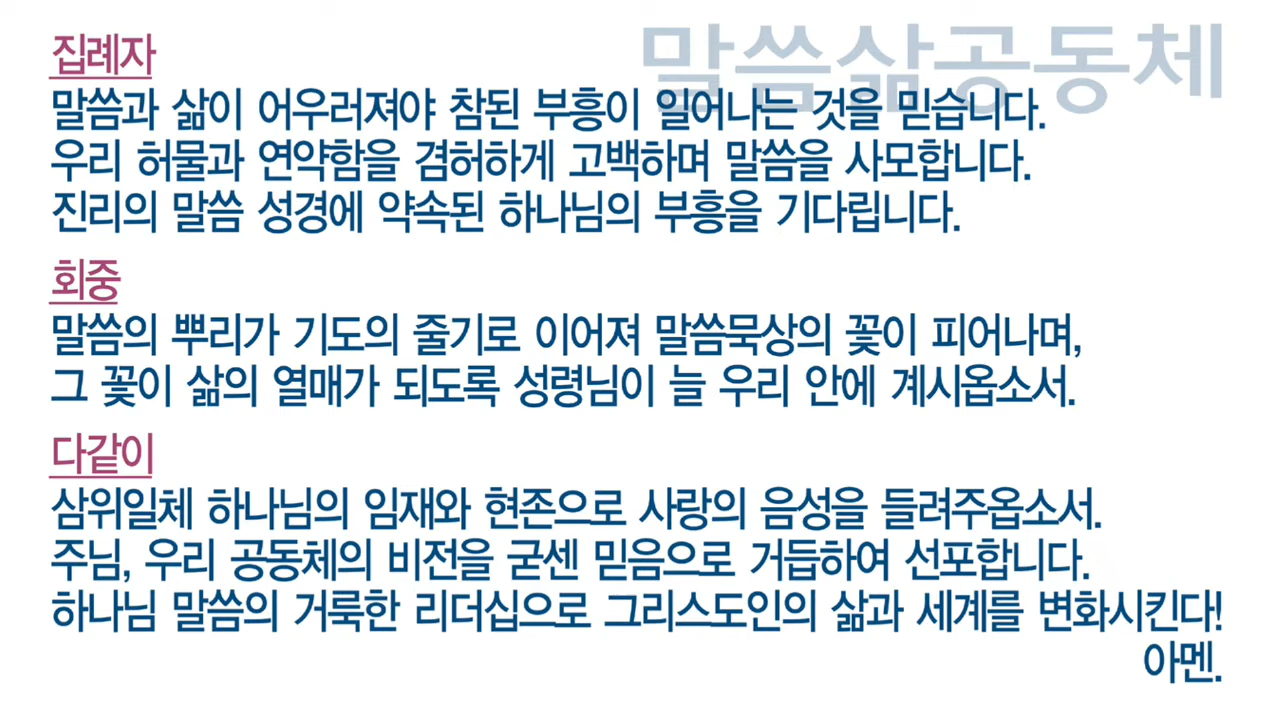 말씀삶공동체
집례자
말씀과 삶이 어우러져야 참된 부흥이 일어나는 것을 믿습니다.
우리 허물과 연약함을 겸허하게 고백하며 말씀을 사모합니다.
진리의 말씀 성경에 약속된 하나님의 부흥을 기다립니다.
회중
말씀의 뿌리가 기도의 줄기로 이어져 말씀묵상의 꽃이 피어나며,
그 꽃이 삶의 열매가 되도록 성령님이 늘 우리 안에 계시옵소서.
다같이
삼위일체 하나님의 임재와 현존으로 사랑의 음성을 들려주옵소서.
주님, 우리 공동체의 비전을 굳센 믿음으로 거듭하여 선포합니다.
하나님 말씀의 거룩한 리더십으로 그리스도인의 삶과 세계를 변화시킨다!
아멘.